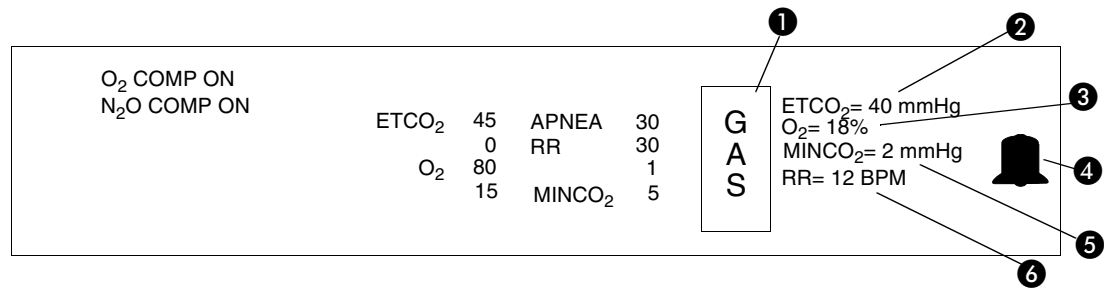 1
2
O2 COMP ON
N2O COMP ON
3
ETCO2 45 APNEA 30
0 RR 30
O2 80 1
15 MINCO2 5
G
A
S
ETCO2= 40 mmHg
O2= 18%
MINCO2= 2 mmHg
RR= 12 BPM
4
5
6